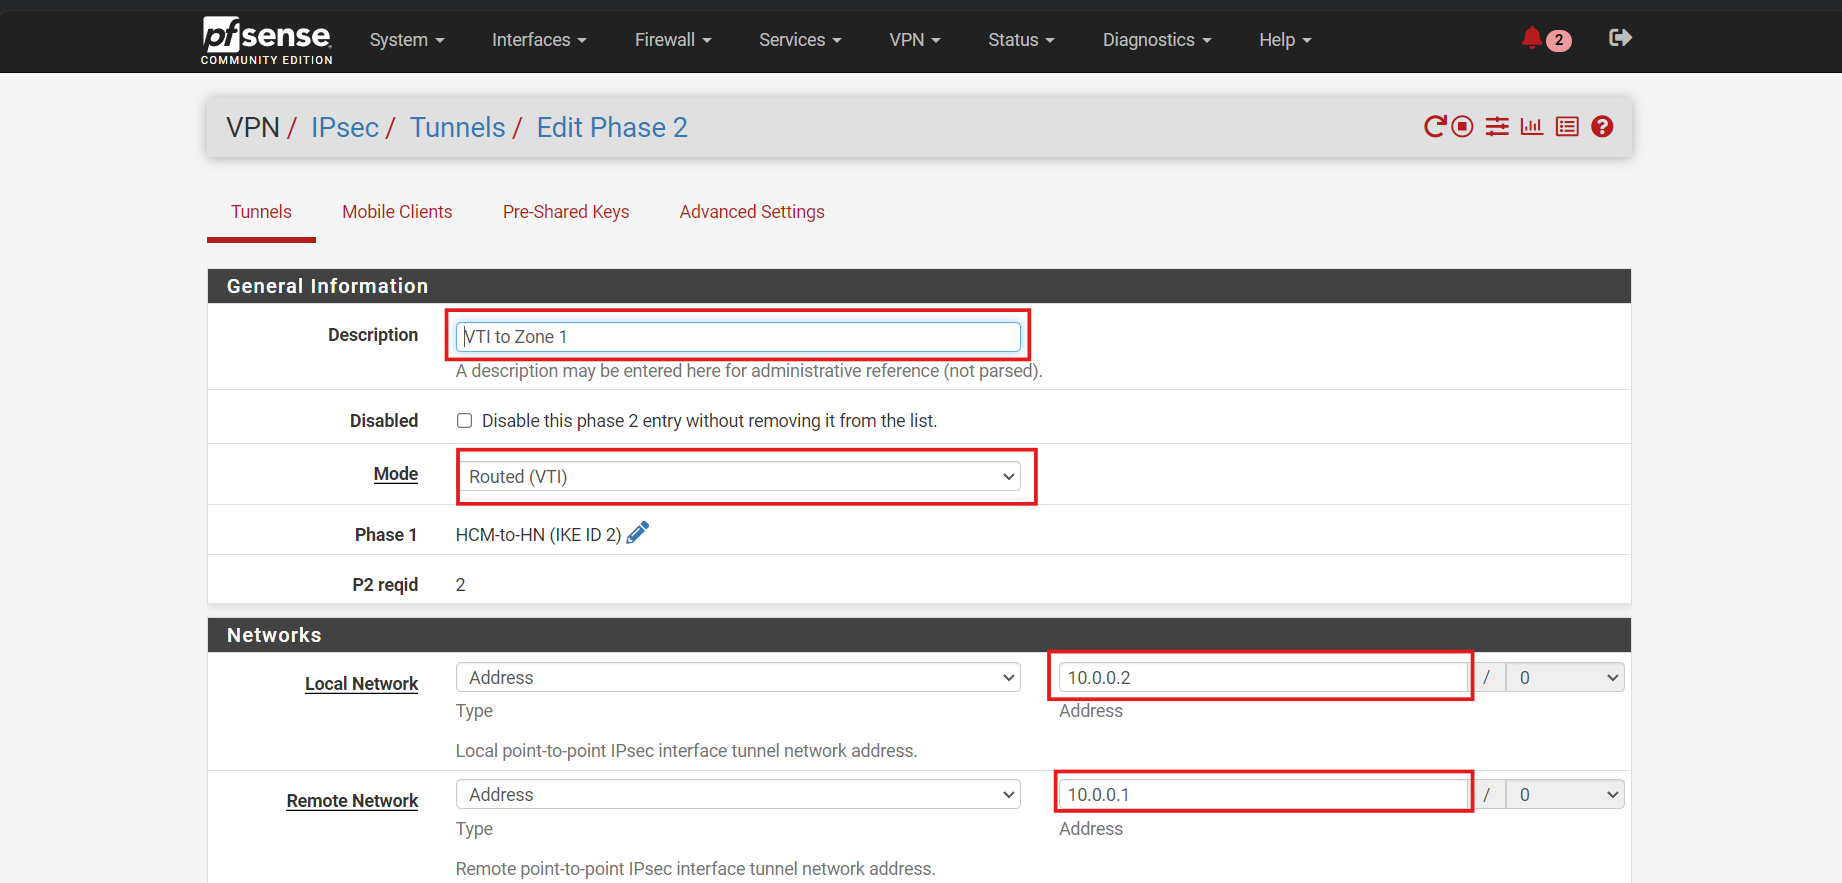 pfsense
COMMUNITY EDITION
System Interfaces Firewall Services VPN Status Diagnostics Help 2
VPN / IPsec / Tunnels / Edit Phase 2
Tunnels Mobile Clients Pre-Shared Keys Advanced Settings
General Information
Description VTI to Zone 1
A description may be entered here for administrative reference (not parsed).
Disabled Disable this phase 2 entry without removing it from the list.
Mode Routed (VTI)
Phase 1 HCM-to-HN (IKE ID 2)
P2 reqid 2
Networks
Local Network Address 10.0.0.2 / 0
Type Address
Local point-to-point IPsec interface tunnel network address.
Remote Network Address 10.0.0.1 / 0
Type Address
Remote point-to-point IPsec interface tunnel network address.